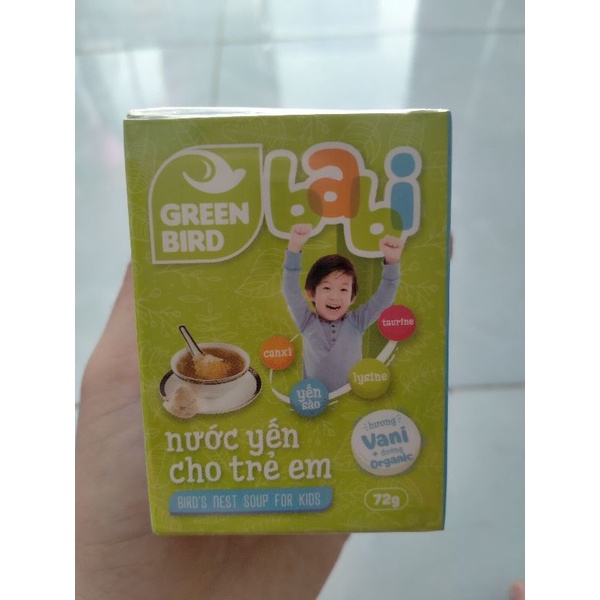 GREEN
BIRD
babi
taurine
canxi
lysine
yến
sào
hương
Vani
+ đường
Organic
nước yến
cho trẻ em
BIRD'S NEST SOUP FOR KIDS
72g